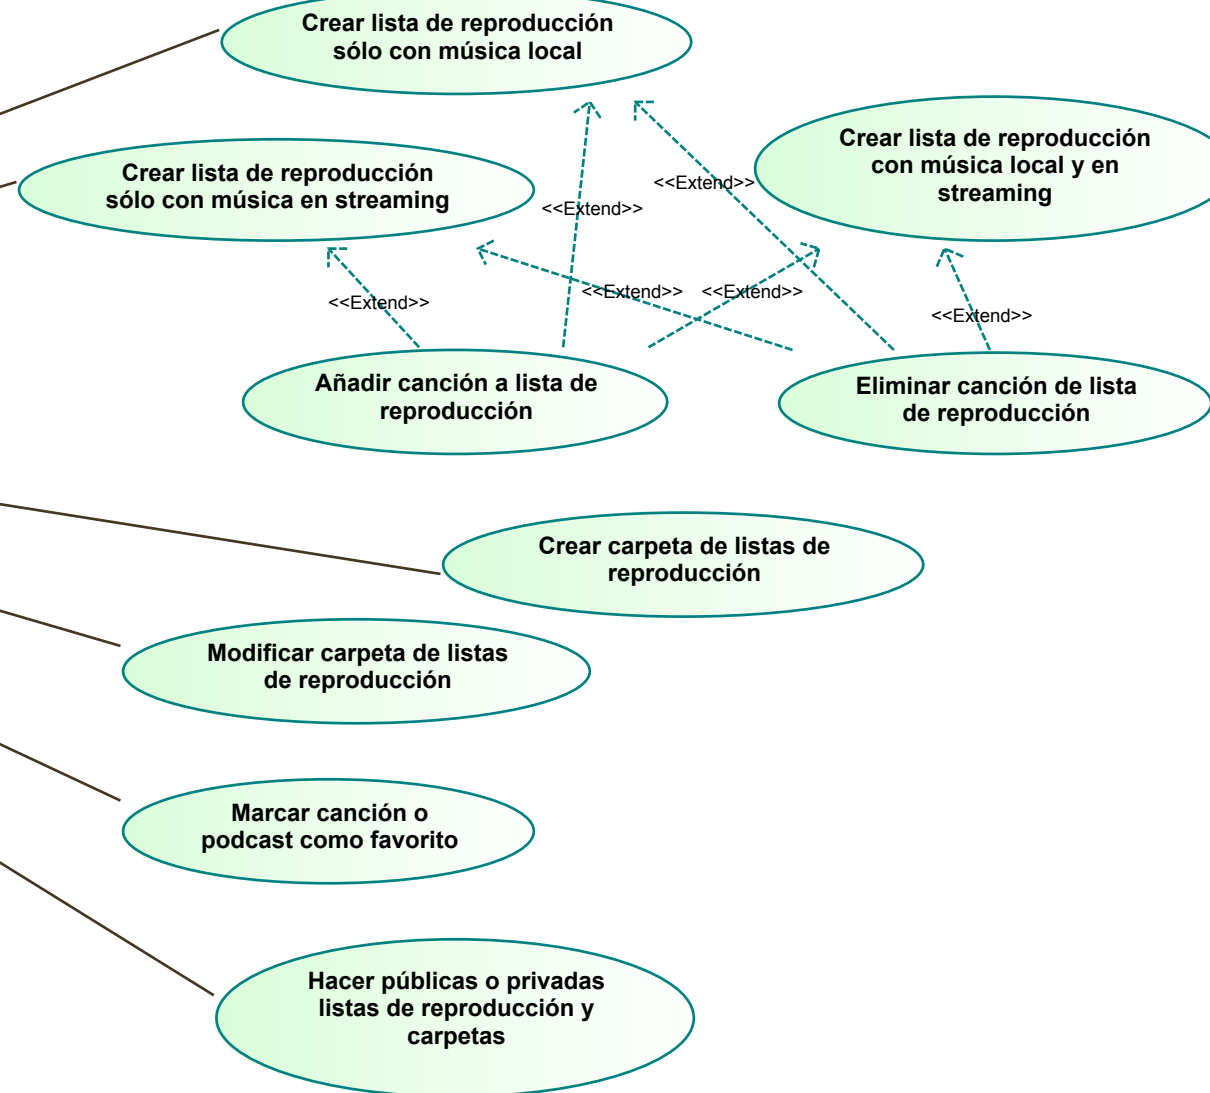 Crear lista de reproducción
sólo con música local
Crear lista de reproducción
con música local y en
streaming
Crear lista de reproducción
sólo con música en streaming
<<Extend>>
<<Extend>>
<<Extend>>
<<Extend>>
<<Extend>>
<<Extend>>
Añadir canción a lista de
reproducción
Eliminar canción de lista
de reproducción
Crear carpeta de listas de
reproducción
Modificar carpeta de listas
de reproducción
Marcar canción o
podcast como favorito
Hacer públicas o privadas
listas de reproducción y
carpetas